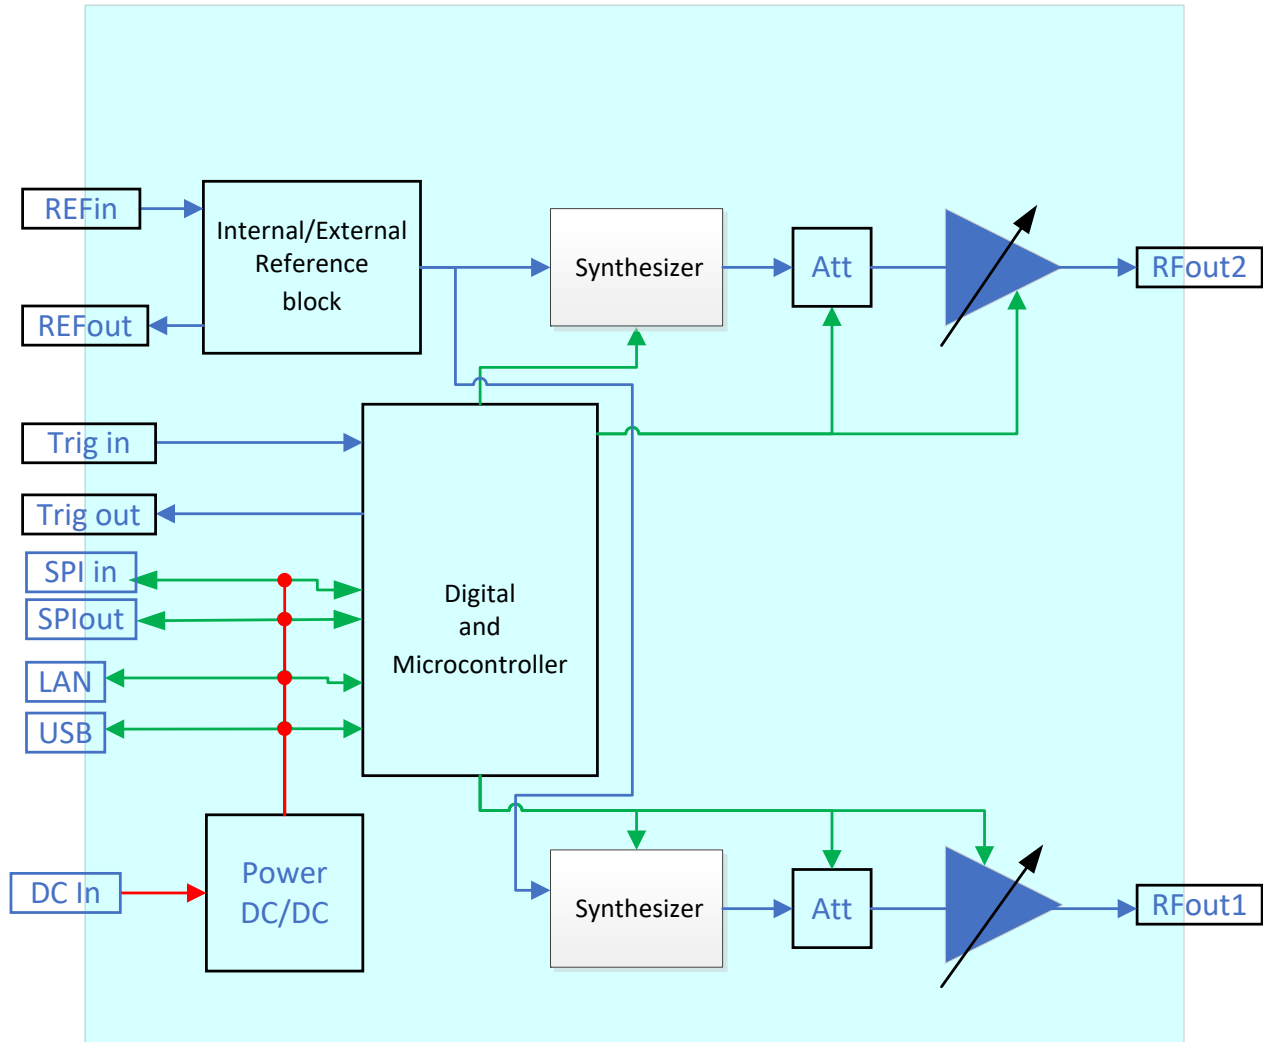 REFin
Internal/External
Reference
block
Synthesizer
Att
RFout2
REFout
Trig in
Trig out
SPI in
SPIout
LAN
USB
Digital
and
Microcontroller
DC In
Power
DC/DC
Synthesizer
Att
RFout1